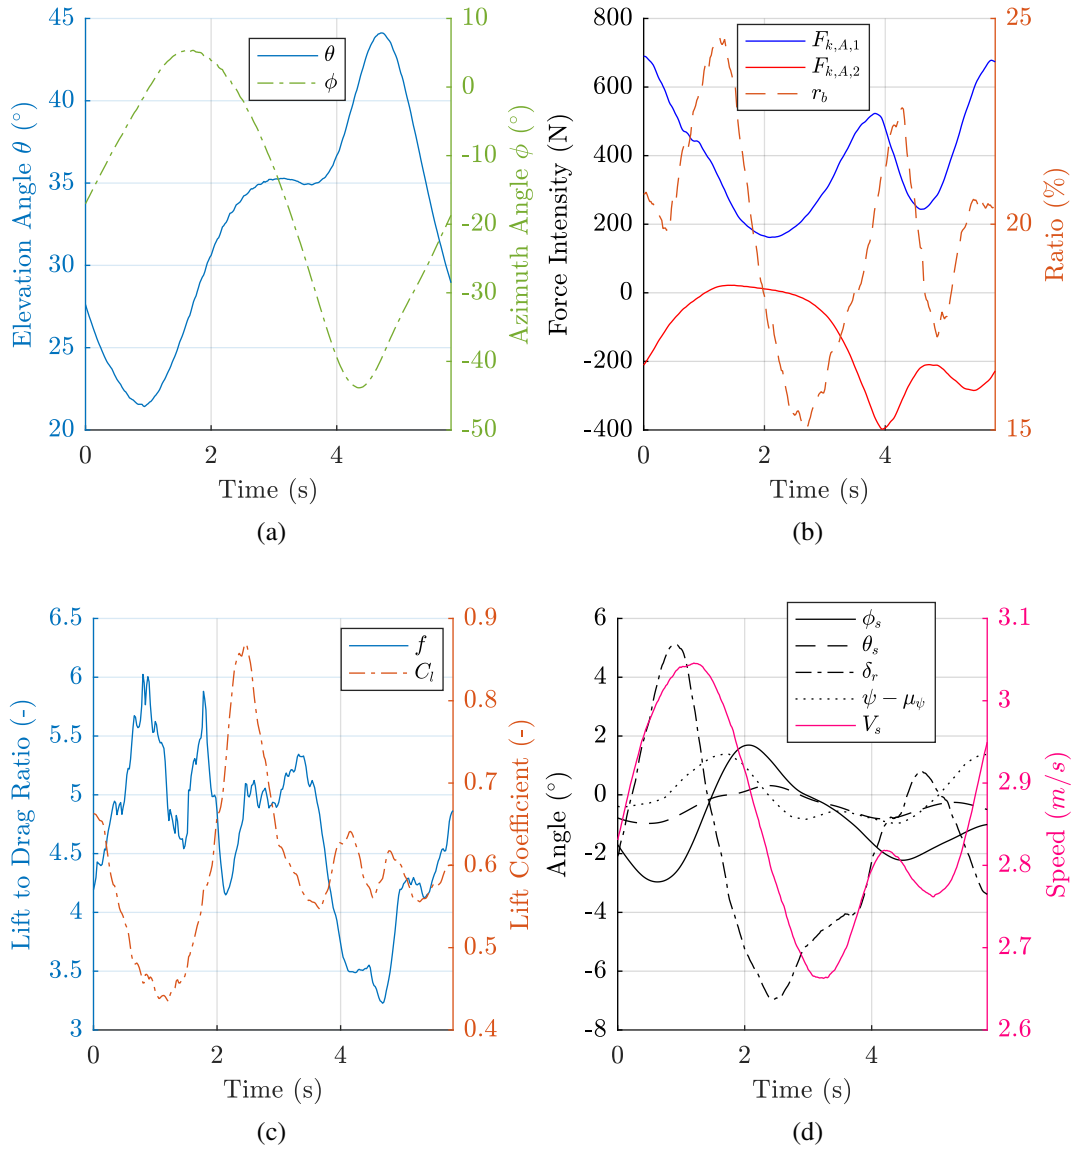 45
40
35
30
25
20
Elevation Angle θ (°)
10
0
-10
-20
-30
-40
-50
Azimuth Angle ϕ (°)
θ
ϕ
0 2 4
Time (s)
(a)
800
600
400
200
0
-200
-400
Force Intensity (N)
25
20
15
Ratio (%)
F_{k,A,1}
F_{k,A,2}
r_b
0 2 4
Time (s)
(b)
6.5
6
5.5
5
4.5
4
3.5
3
Lift to Drag Ratio (-)
0.9
0.8
0.7
0.6
0.5
0.4
Lift Coefficient (-)
f
C_l
0 2 4
Time (s)
(c)
6
4
2
0
-2
-4
-6
-8
Angle (°)
3.1
3
2.9
2.8
2.7
2.6
Speed (m/s)
ϕ_s
θ_s
δ_r
ψ − μ_ψ
V_s
0 2 4
Time (s)
(d)